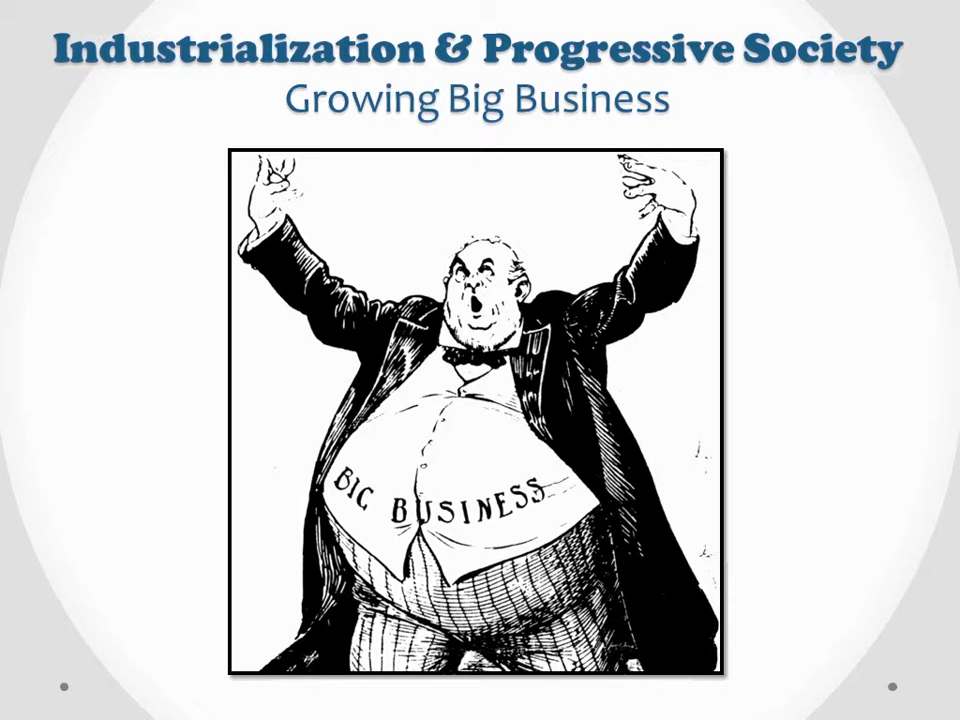 Industrialization & Progressive Society
Growing Big Business
BIG BUSINESS